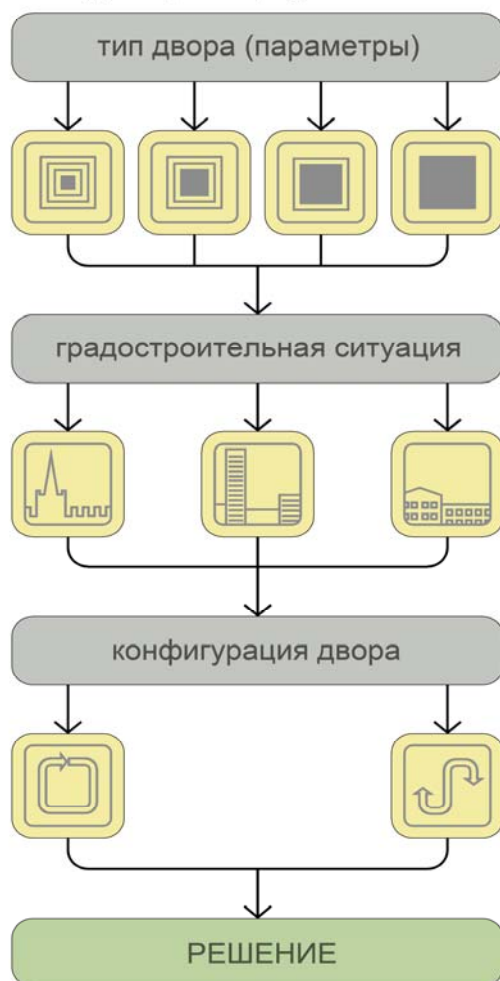 тип двора (параметры)
градостроительная ситуация
конфигурация двора
РЕШЕНИЕ